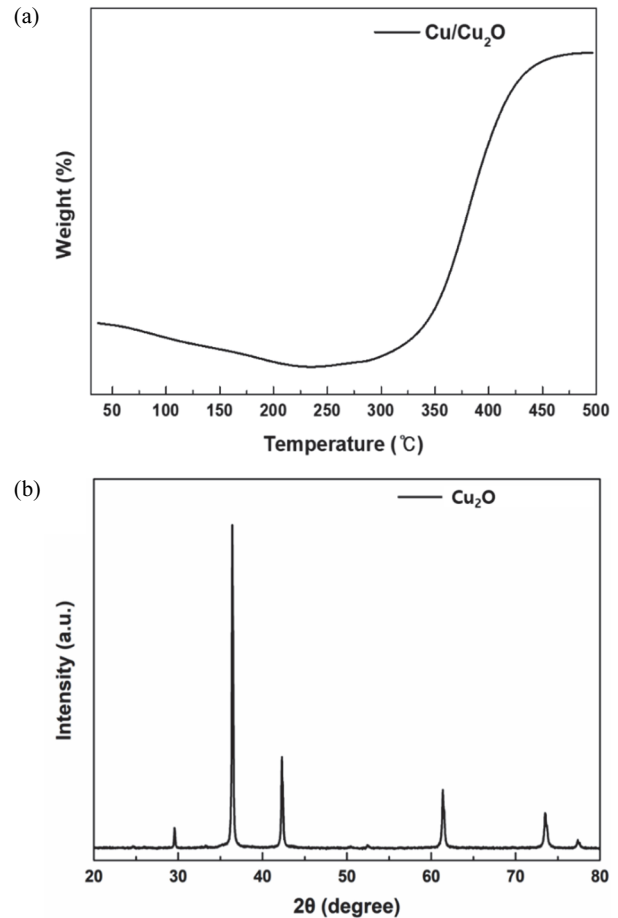 (a)
Cu/Cu₂O
Weight (%)
50 100 150 200 250 300 350 400 450 500
Temperature (℃)
(b)
Cu₂O
Intensity (a.u.)
20 30 40 50 60 70 80
2θ (degree)